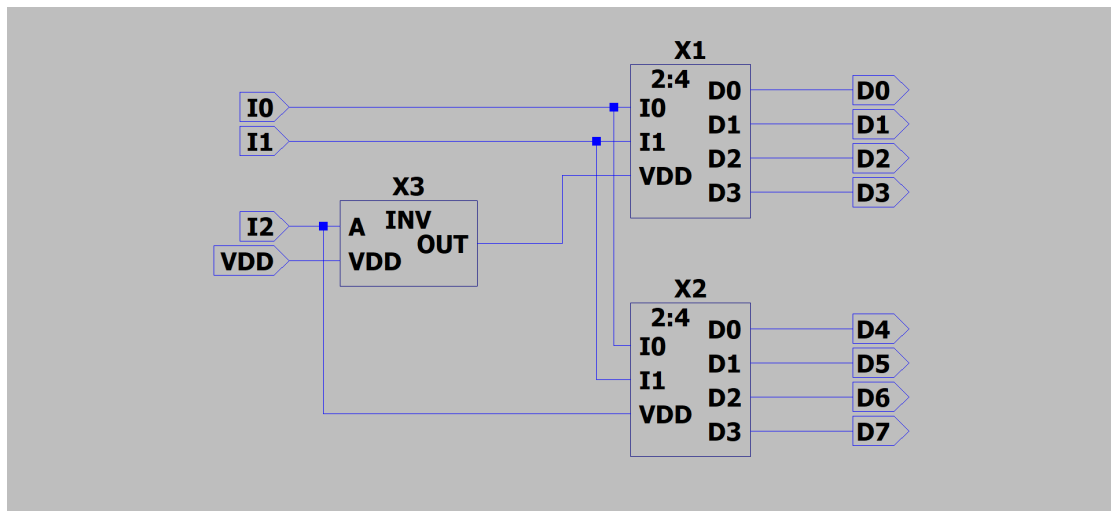 X1
2:4
I0
I1
VDD
D0
D1
D2
D3
D0
D1
D2
D3
I0
I1
X3
INV
A
OUT
VDD
I2
VDD
X2
2:4
I0
I1
VDD
D0
D1
D2
D3
D4
D5
D6
D7